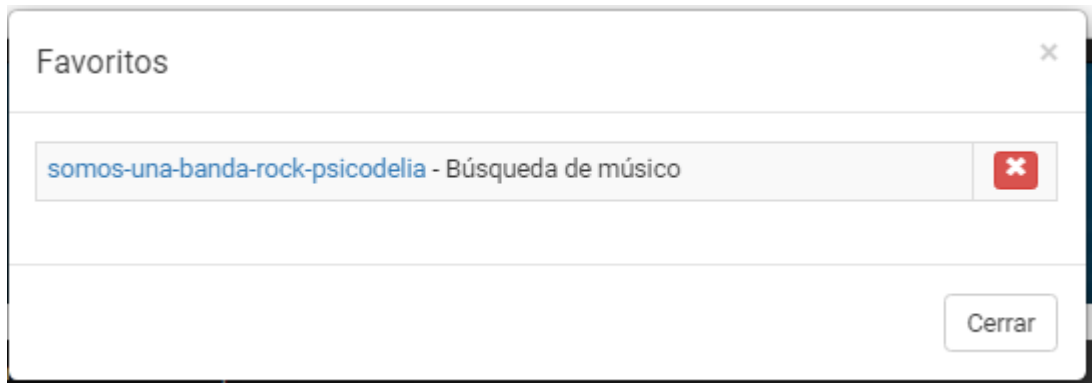 Favoritos
somos-una-banda-rock-psicodelia - Búsqueda de músico
Cerrar